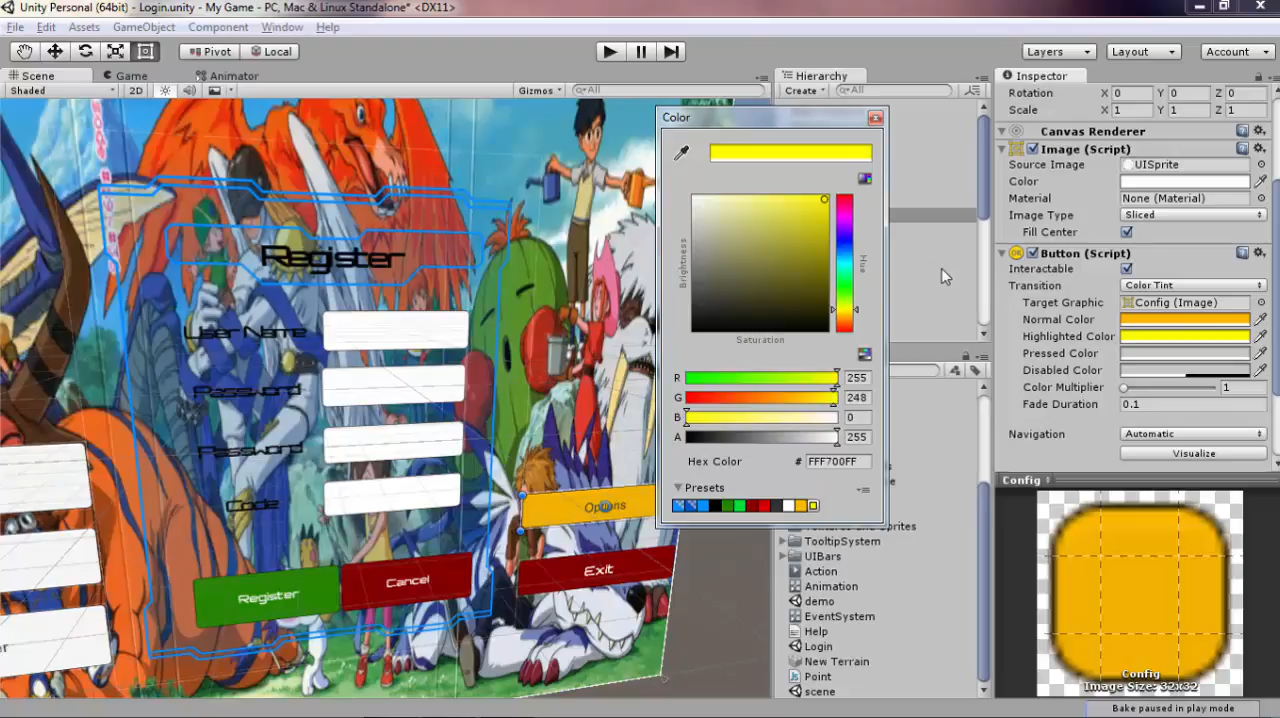 Unity Personal (64bit) - Login.unity - My Game - PC, Mac & Linux Standalone* <DX11>
File Edit Assets GameObject Component Window Help
Pivot Local Layers Layout Account
Scene Game Animator Hierarchy Inspector
Shaded 2D Gizmos All Create All
Rotation X 0 Y 0 Z 0
Scale X 1 Y 1 Z 1
Canvas Renderer
Image (Script)
Source Image UISprite
Color
Material None (Material)
Image Type Sliced
Fill Center
Button (Script)
Interactable
Transition Color Tint
Target Graphic Config (Image)
Normal Color
Highlighted Color
Pressed Color
Disabled Color
Color Multiplier 1
Fade Duration 0.1
Navigation Automatic
Visualize
Config
Config
Image Size: 32x32
Bake paused in play mode
Color
Brightness
Hue
Saturation
R 255
G 248
B 0
A 255
Hex Color # FFF700FF
Presets
Register
User Name
Password
Password
Code
Register
Cancel
Options
Exit
TooltipSystem
UIBars
Action
Animation
demo
EventSystem
Help
Login
New Terrain
Point
scene